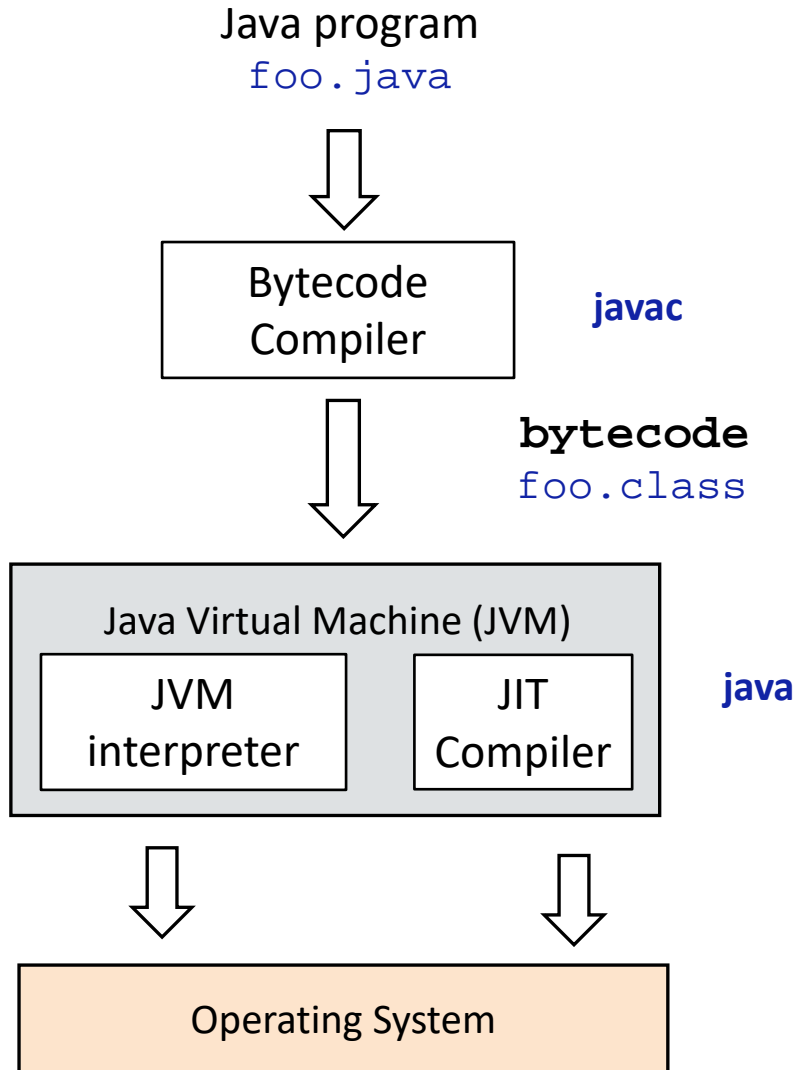 Java program
foo.java
Bytecode
Compiler
javac
bytecode
foo.class
Java Virtual Machine (JVM)
JVM
interpreter
JIT
Compiler
java
Operating System